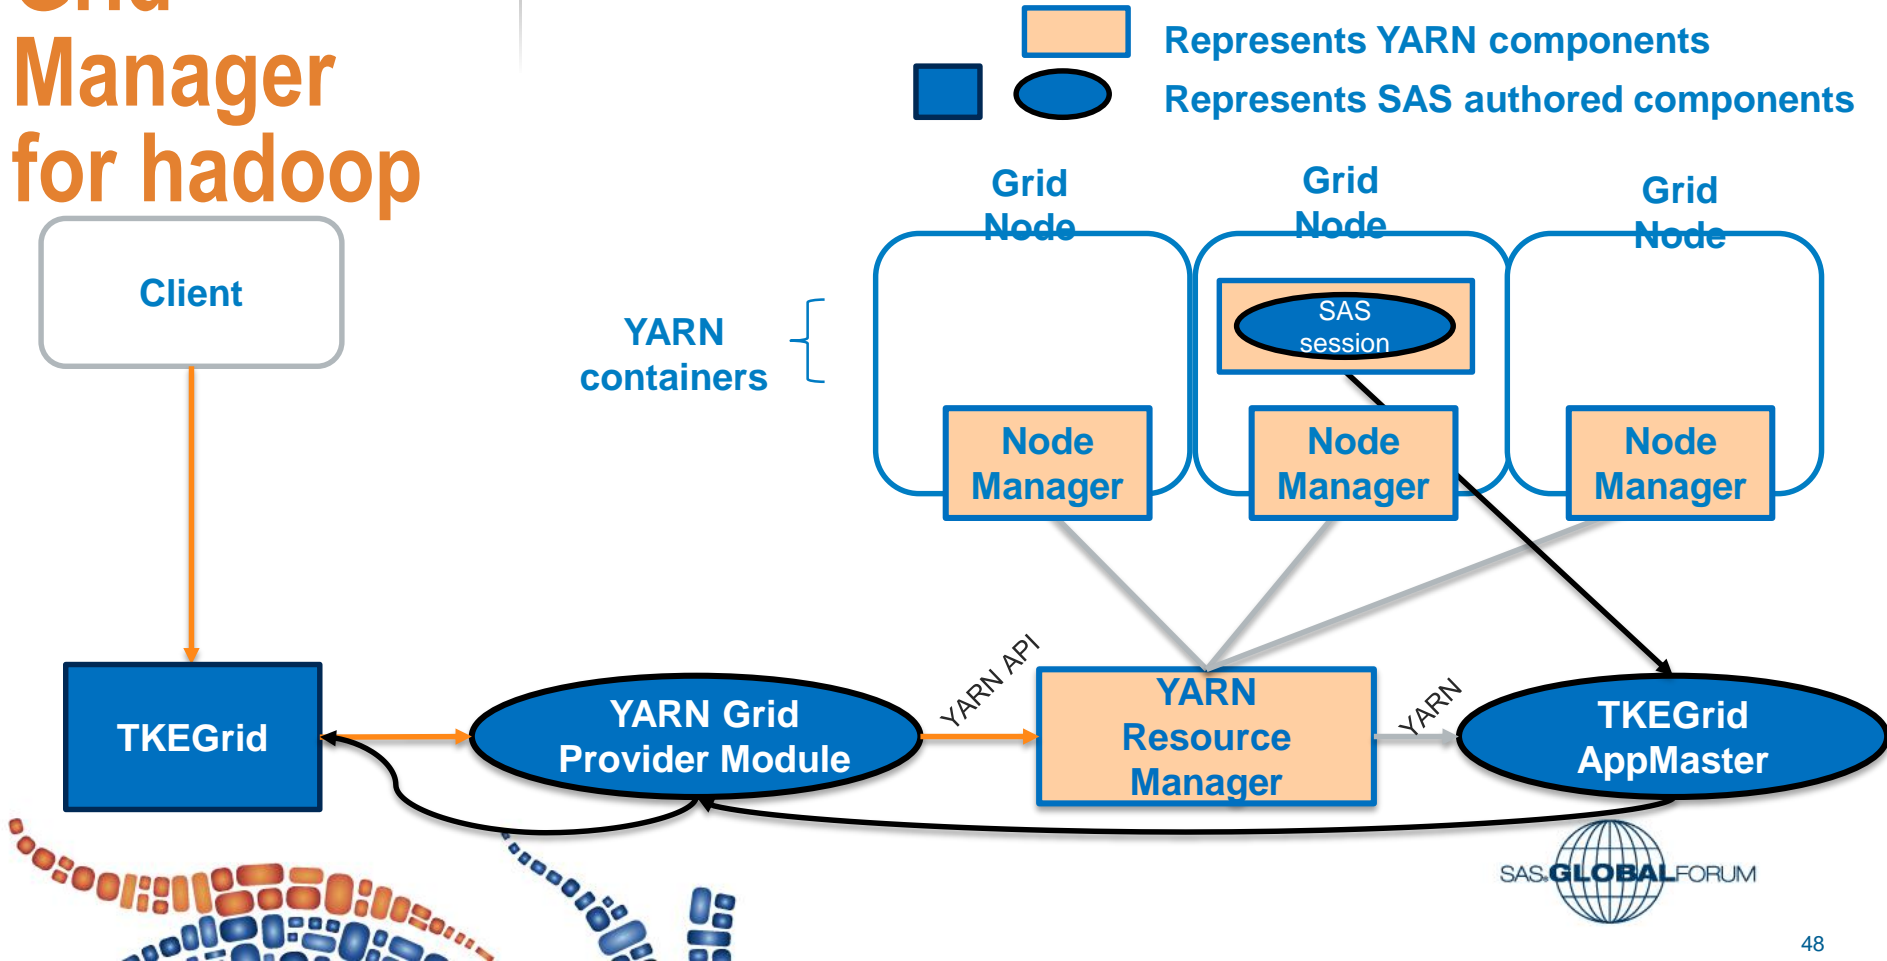 Grid
Manager
for hadoop
Represents YARN components
Represents SAS authored components
Grid
Node
Grid
Node
Grid
Node
Client
YARN
containers
SAS
session
Node
Manager
Node
Manager
Node
Manager
TKEGrid
YARN Grid
Provider Module
YARN API
YARN
Resource
Manager
YARN
TKEGrid
AppMaster
SAS® GLOBALFORUM
48